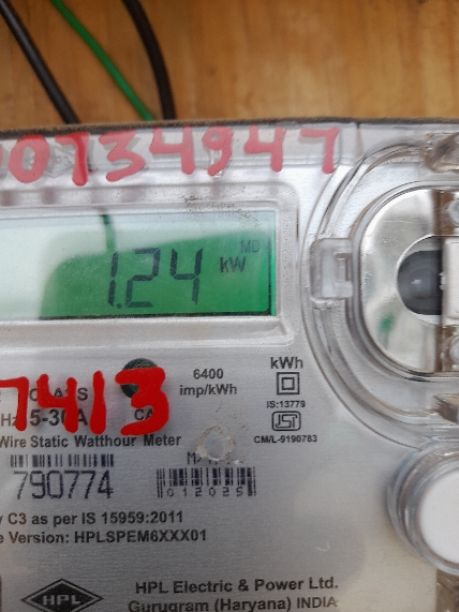 00734947
MD
1.24 kW
6400
imp/kWh
kWh
7413
5-30A
IS:13779
Wire Static Watthour Meter
CM/L-9190783
790774
012025
C3 as per IS 15959:2011
Version: HPLSPEM6XXX01
HPL
HPL Electric & Power Ltd.
Gurugram (Haryana) INDIA